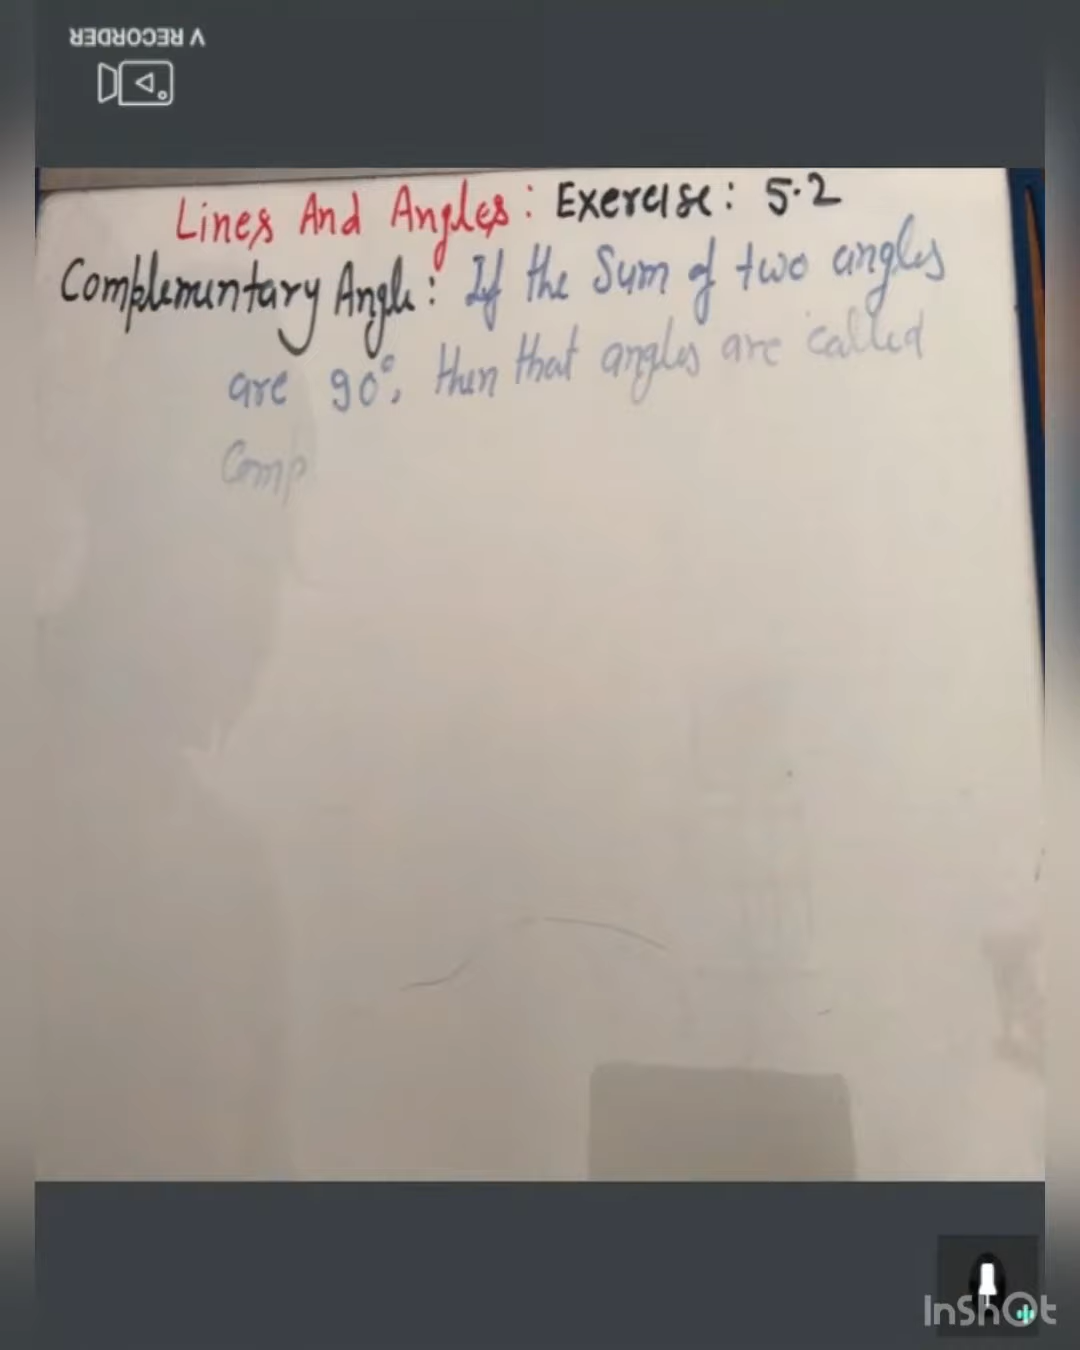 V RECORDER
Lines And Angles: Exercise: 5.2
Complementary Angle: If the Sum of two angles
are 90°, then that angles are called
Comp
InShOt